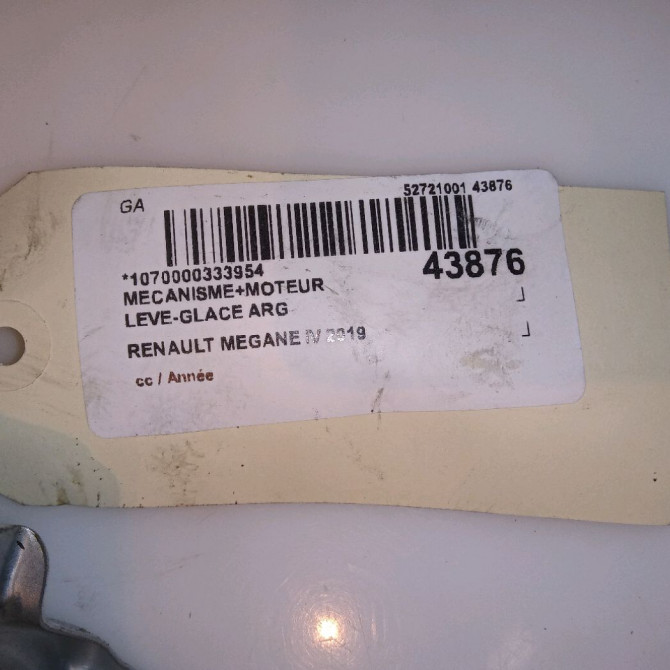 GA
52721001 43876
*1070000333954
43876
MECANISME+MOTEUR
LEVE-GLACE ARG
RENAULT MEGANE IV 2019
cc / Année